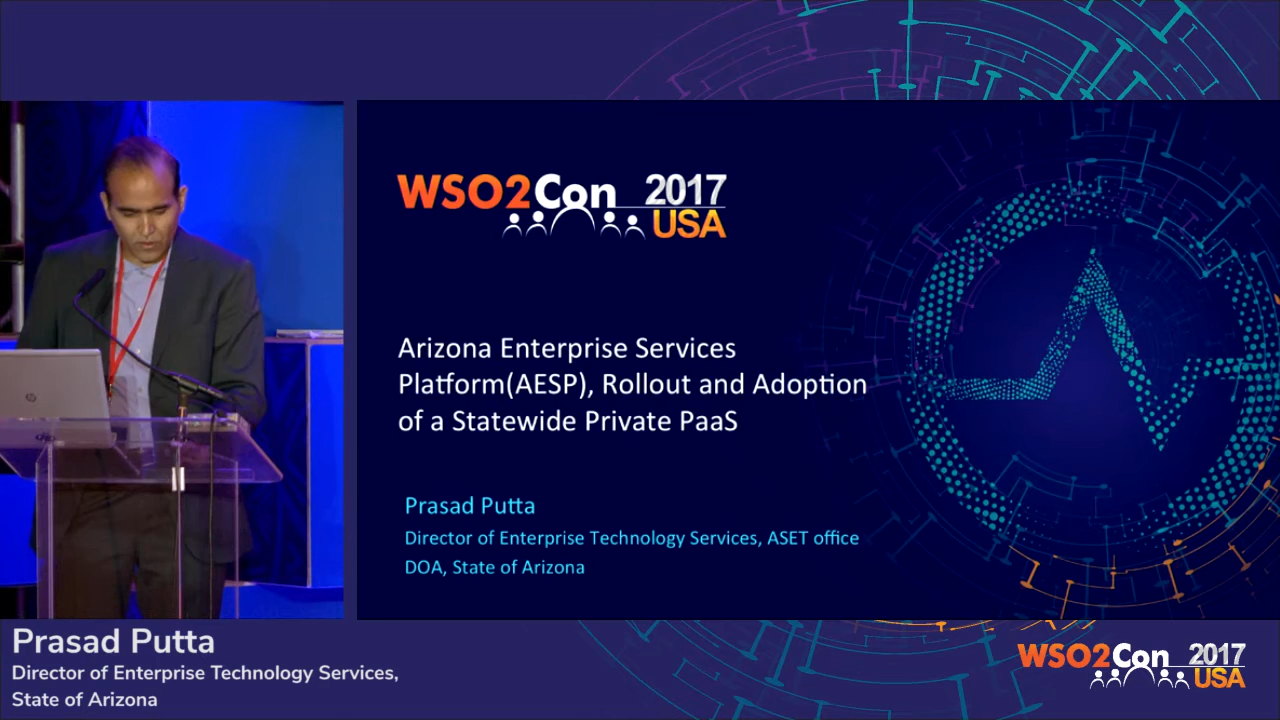 WSO2Con 2017
USA
Arizona Enterprise Services
Platform(AESP), Rollout and Adoption
of a Statewide Private PaaS
Prasad Putta
Director of Enterprise Technology Services, ASET office
DOA, State of Arizona
Prasad Putta
Director of Enterprise Technology Services,
State of Arizona
WSO2Con 2017
USA